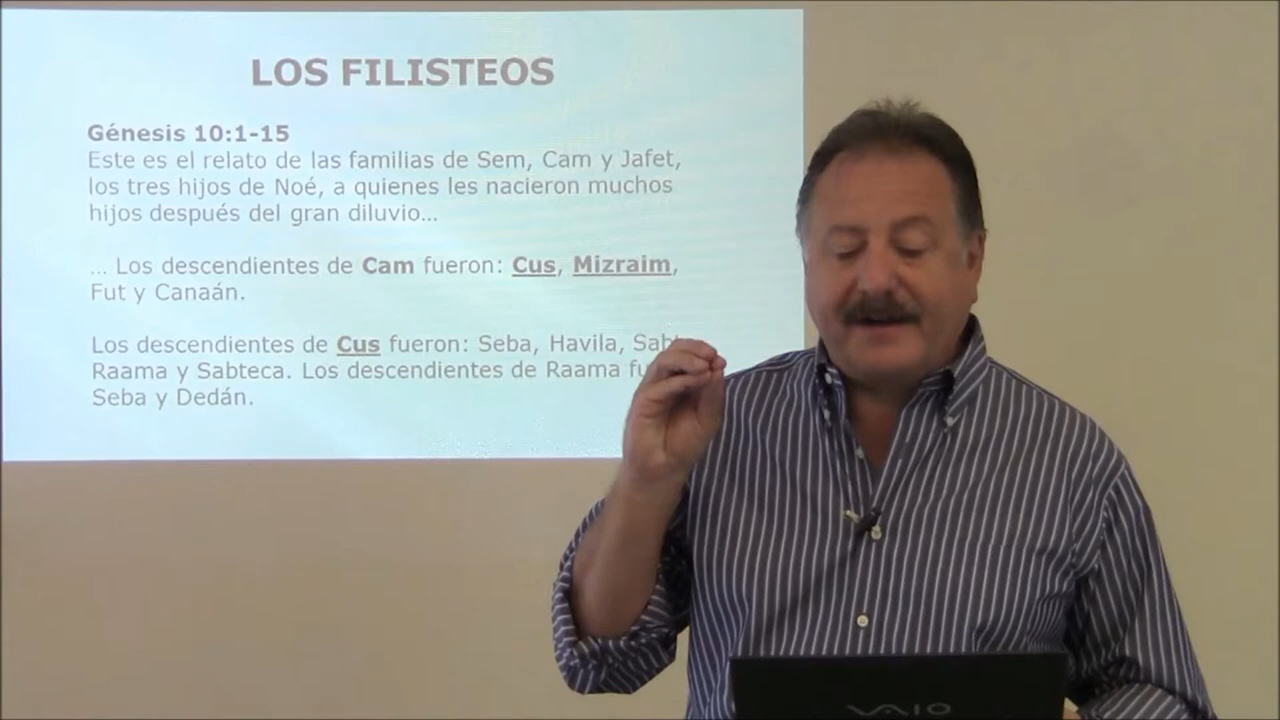 LOS FILISTEOS
Génesis 10:1-15
Este es el relato de las familias de Sem, Cam y Jafet,
los tres hijos de Noé, a quienes les nacieron muchos
hijos después del gran diluvio...
... Los descendientes de Cam fueron: Cus, Mizraim,
Fut y Canaán.
Los descendientes de Cus fueron: Seba, Havila,
Raama y Sabteca. Los descendientes de Raama
Seba y Dedán.
VAIO